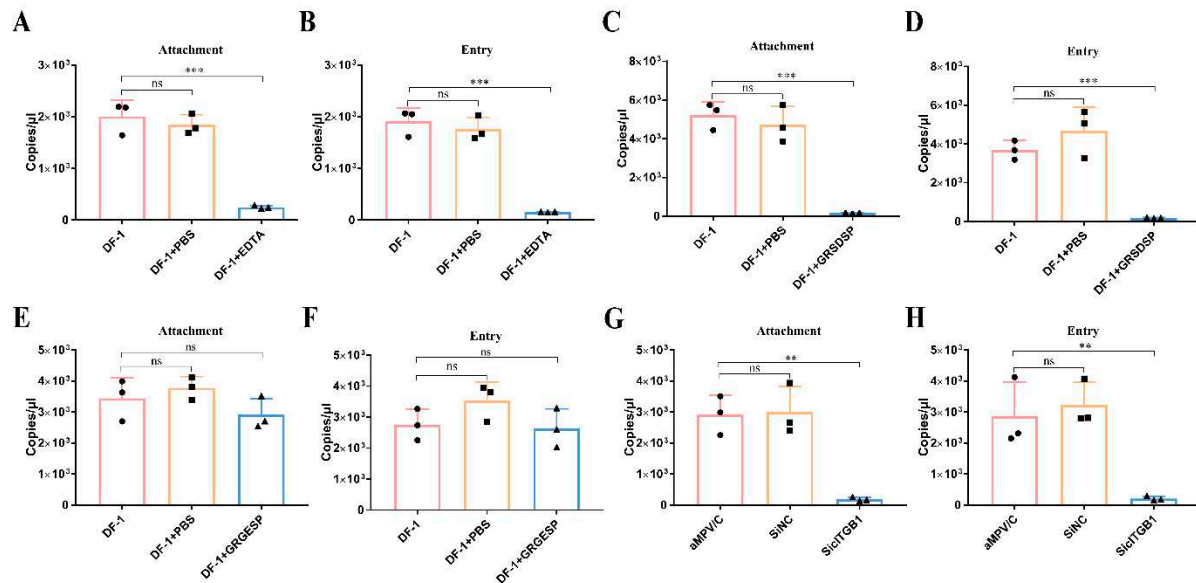 A
Attachment
***
ns
3×10³
2×10³
1×10³
0
Copies/µl
DF-1
DF-1+PBS
DF-1+EDTA
B
Entry
***
ns
3×10³
2×10³
1×10³
0
Copies/µl
DF-1
DF-1+PBS
DF-1+EDTA
C
Attachment
***
ns
8×10³
6×10³
4×10³
2×10³
0
Copies/µl
DF-1
DF-1+PBS
DF-1+GRSDSP
D
Entry
***
ns
8×10³
6×10³
4×10³
2×10³
0
Copies/µl
DF-1
DF-1+PBS
DF-1+GRSDSP
E
Attachment
ns
ns
5×10³
4×10³
3×10³
2×10³
1×10³
0
Copies/µl
DF-1
DF-1+PBS
DF-1+GRGESP
F
Entry
ns
ns
5×10³
4×10³
3×10³
2×10³
1×10³
0
Copies/µl
DF-1
DF-1+PBS
DF-1+GRGESP
G
Attachment
**
ns
5×10³
4×10³
3×10³
2×10³
1×10³
0
Copies/µl
aMPV/C
SiNC
SiclTGB1
H
Entry
**
ns
5×10³
4×10³
3×10³
2×10³
1×10³
0
Copies/µl
aMPV/C
SiNC
SiclTGB1